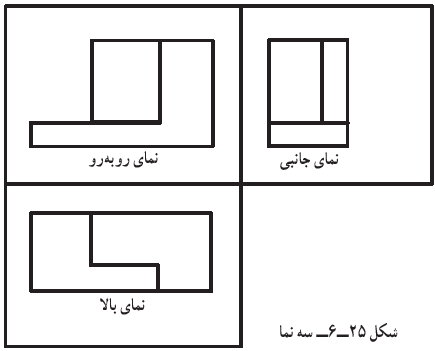 نمای روبه‌رو
نمای جانبی
نمای بالا
شکل ۲۵ــ۶ــ سه نما